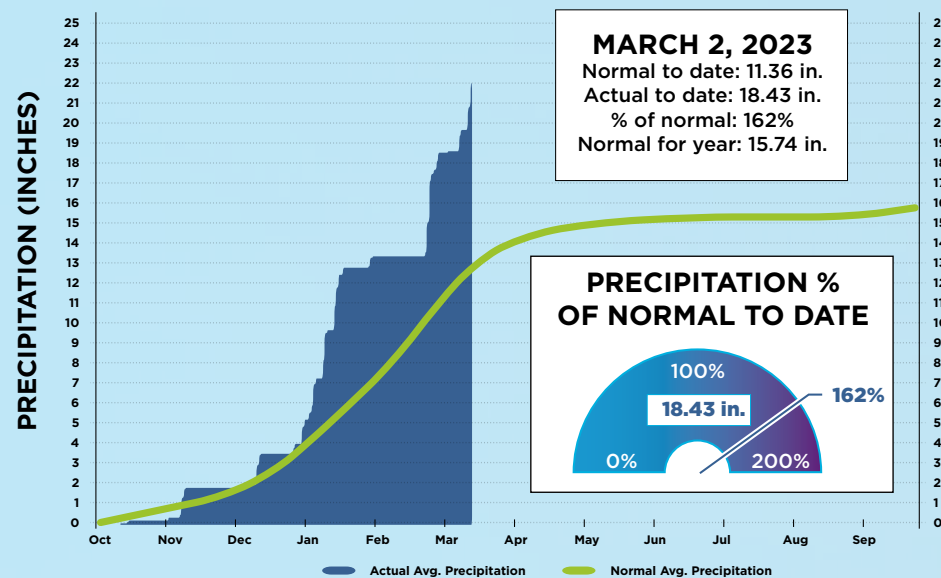 PRECIPITATION (INCHES)
25
24
23
22
21
20
19
18
17
16
15
14
13
12
11
10
9
8
7
6
5
4
3
2
1
0
MARCH 2, 2023
Normal to date: 11.36 in.
Actual to date: 18.43 in.
% of normal: 162%
Normal for year: 15.74 in.
PRECIPITATION %
OF NORMAL TO DATE
100%
162%
18.43 in.
0% 200%
Oct Nov Dec Jan Feb Mar Apr May Jun Jul Aug Sep
Actual Avg. Precipitation Normal Avg. Precipitation